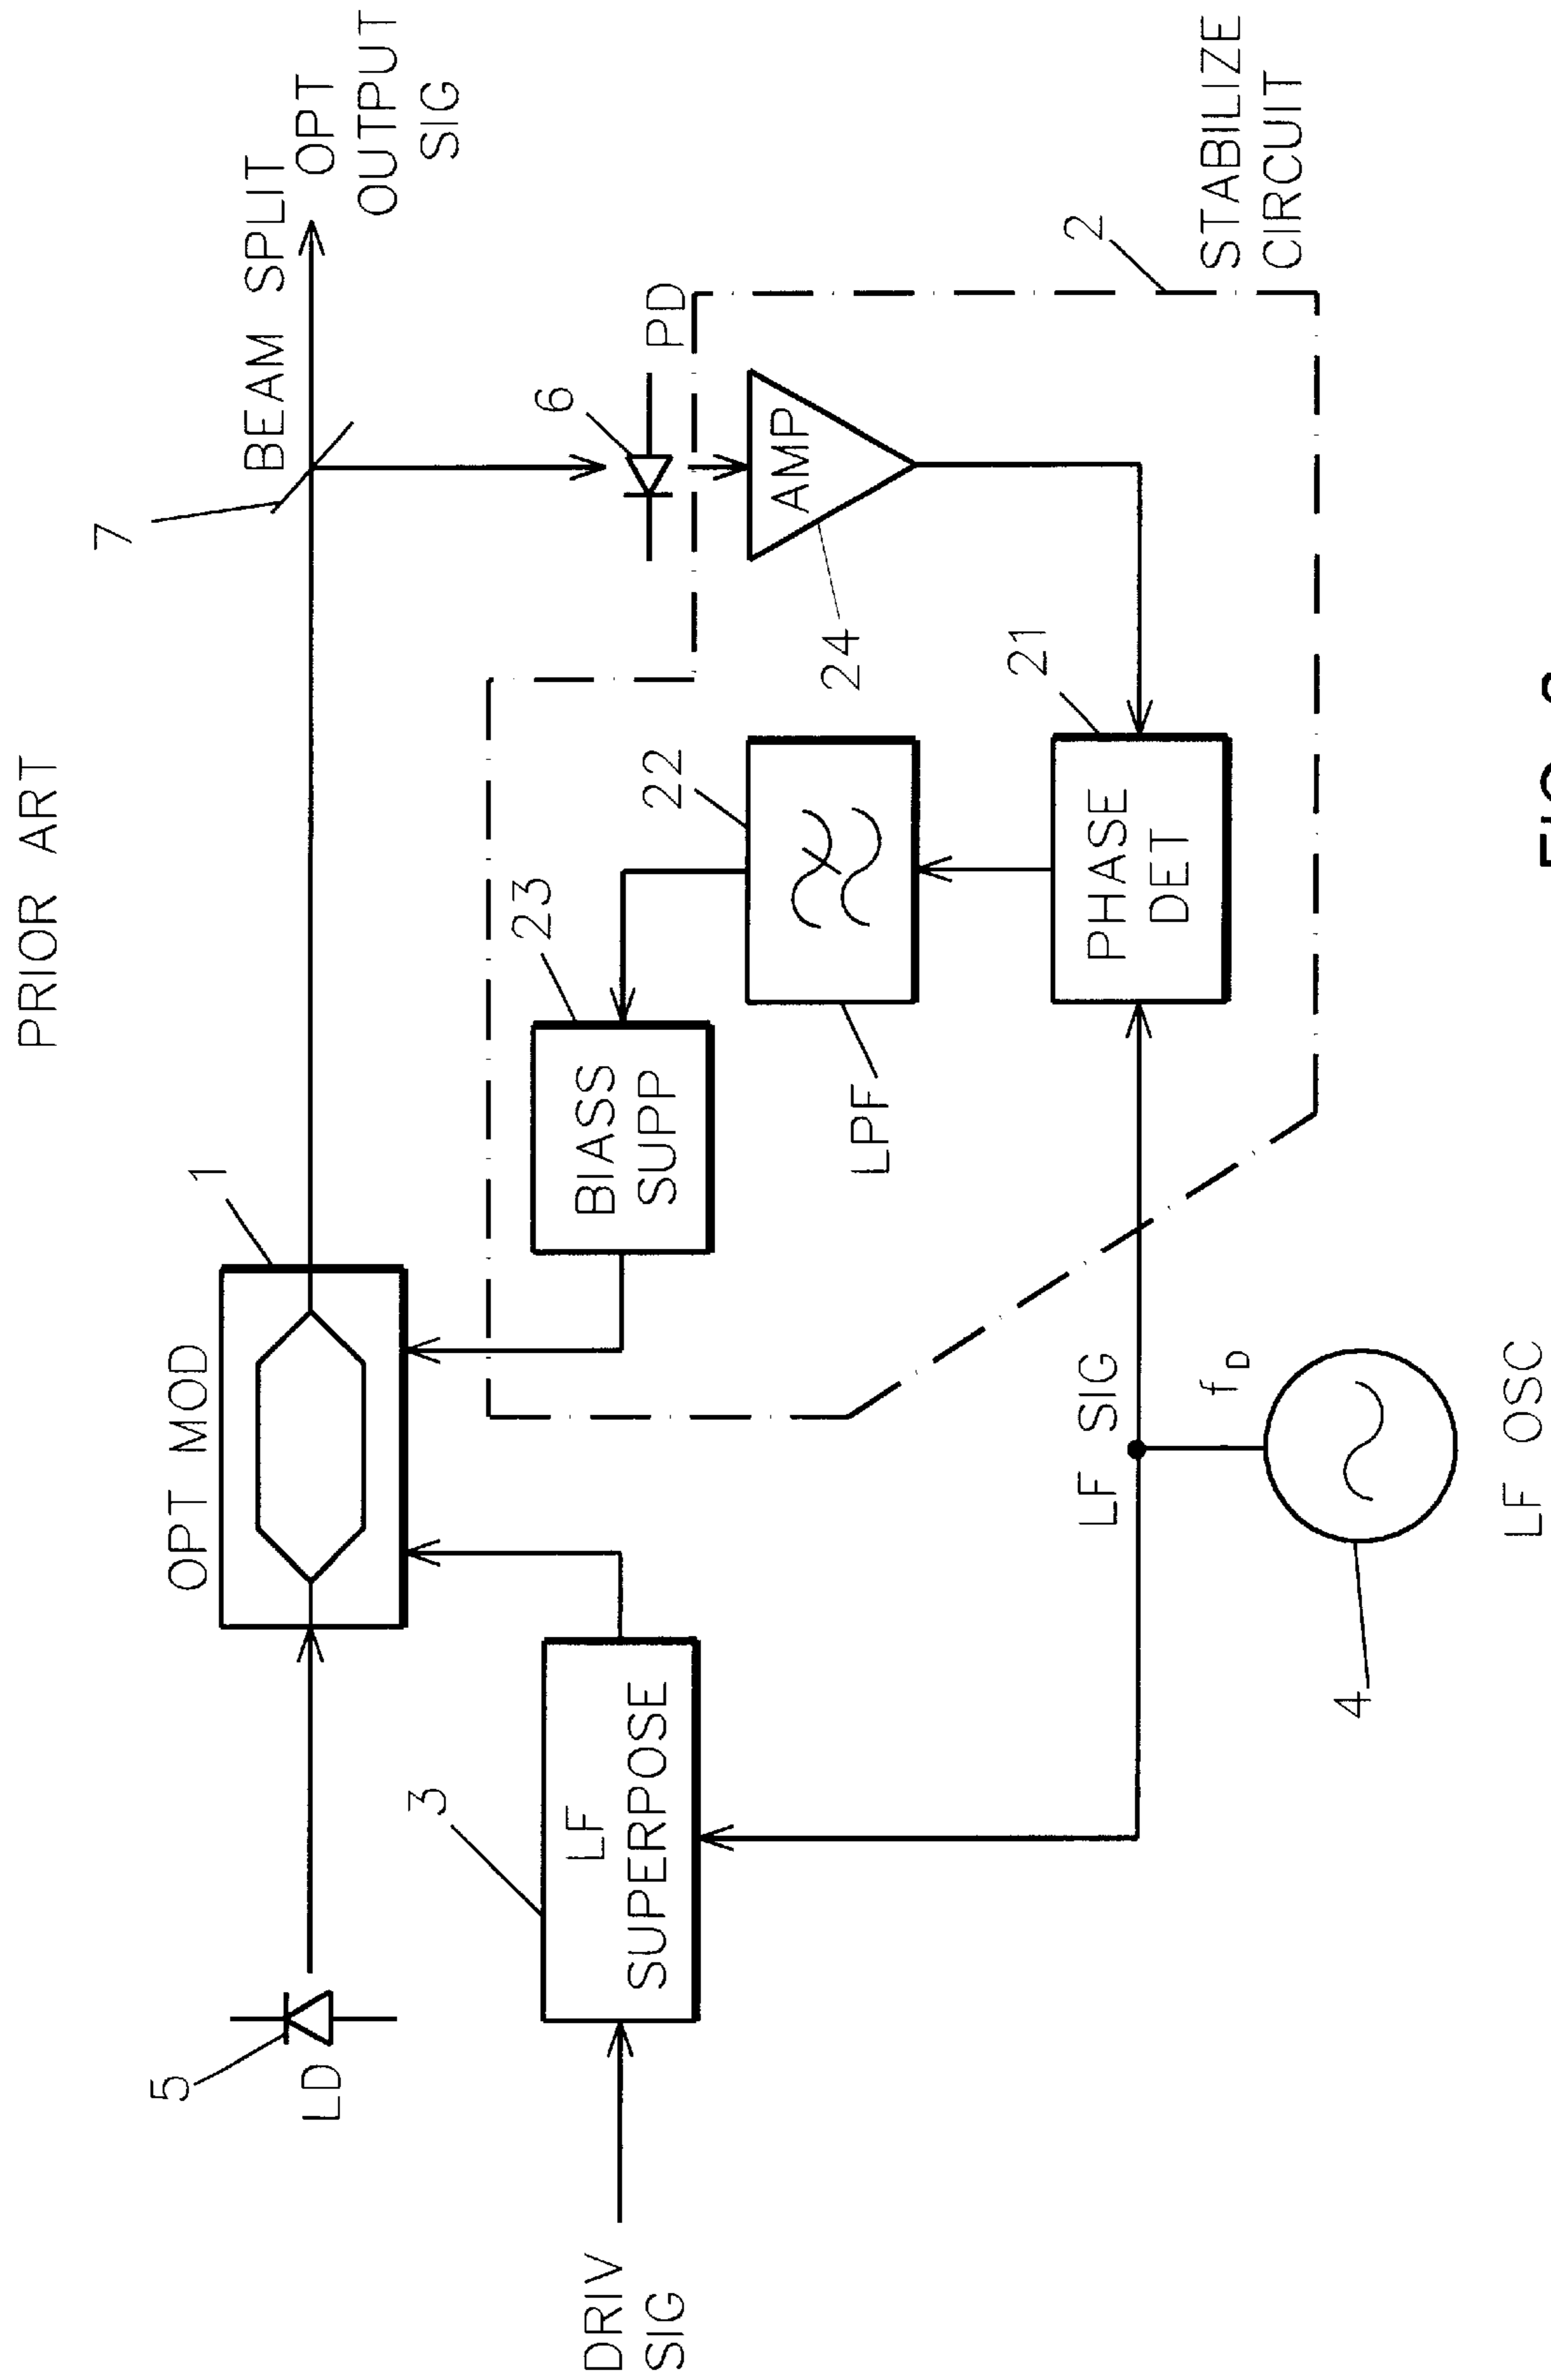 PRIOR ART
7
BEAM SPLIT
OPT
OUTPUT
SIG
OPT MOD
1
5
LD
6
PD
3
LF
SUPERPOSE
DRIV
SIG
23
BIASS
SUPP
22
LPF
24
AMP
21
PHASE
DET
2
STABILIZE
CIRCUIT
LF SIG
f D
4
LF OSC